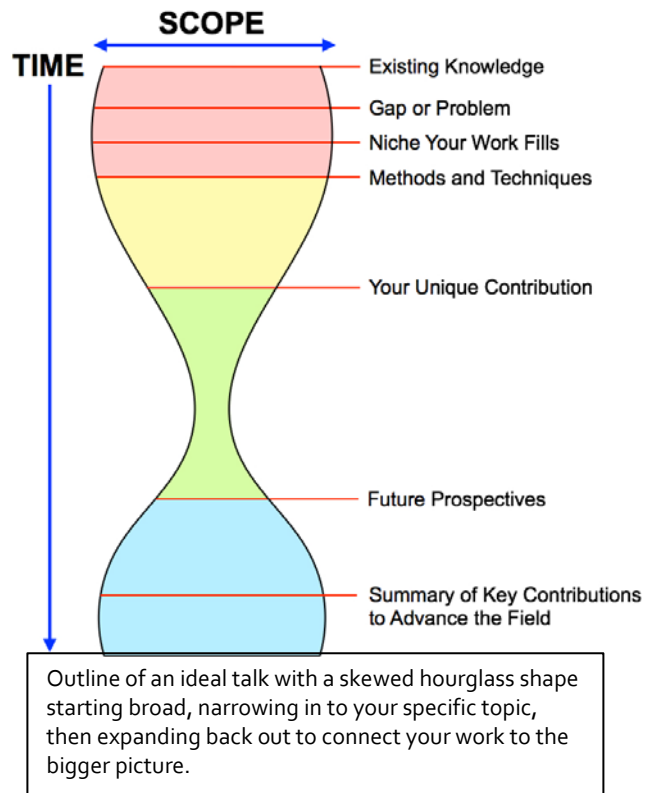 SCOPE
TIME
Existing Knowledge
Gap or Problem
Niche Your Work Fills
Methods and Techniques
Your Unique Contribution
Future Prospectives
Summary of Key Contributions
to Advance the Field
Outline of an ideal talk with a skewed hourglass shape
starting broad, narrowing in to your specific topic,
then expanding back out to connect your work to the
bigger picture.